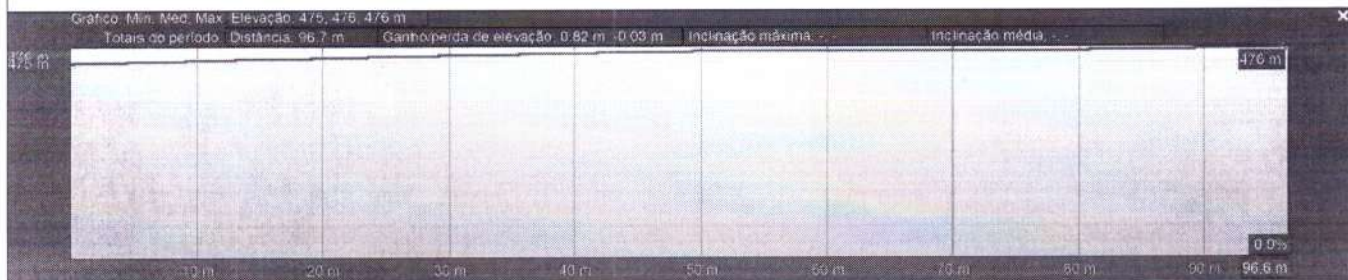 Gráfico. Min, Méd, Máx Elevação. 475, 476, 476 m
Totais do período. Distância. 96.7 m Ganho/perda de elevação. 0.82 m -0.03 m Inclinação máxima. -. - Inclinação média. -. -
476 m
475 m
476 m
0.0%
10 m 20 m 30 m 40 m 50 m 60 m 70 m 80 m 90 m 96.6 m